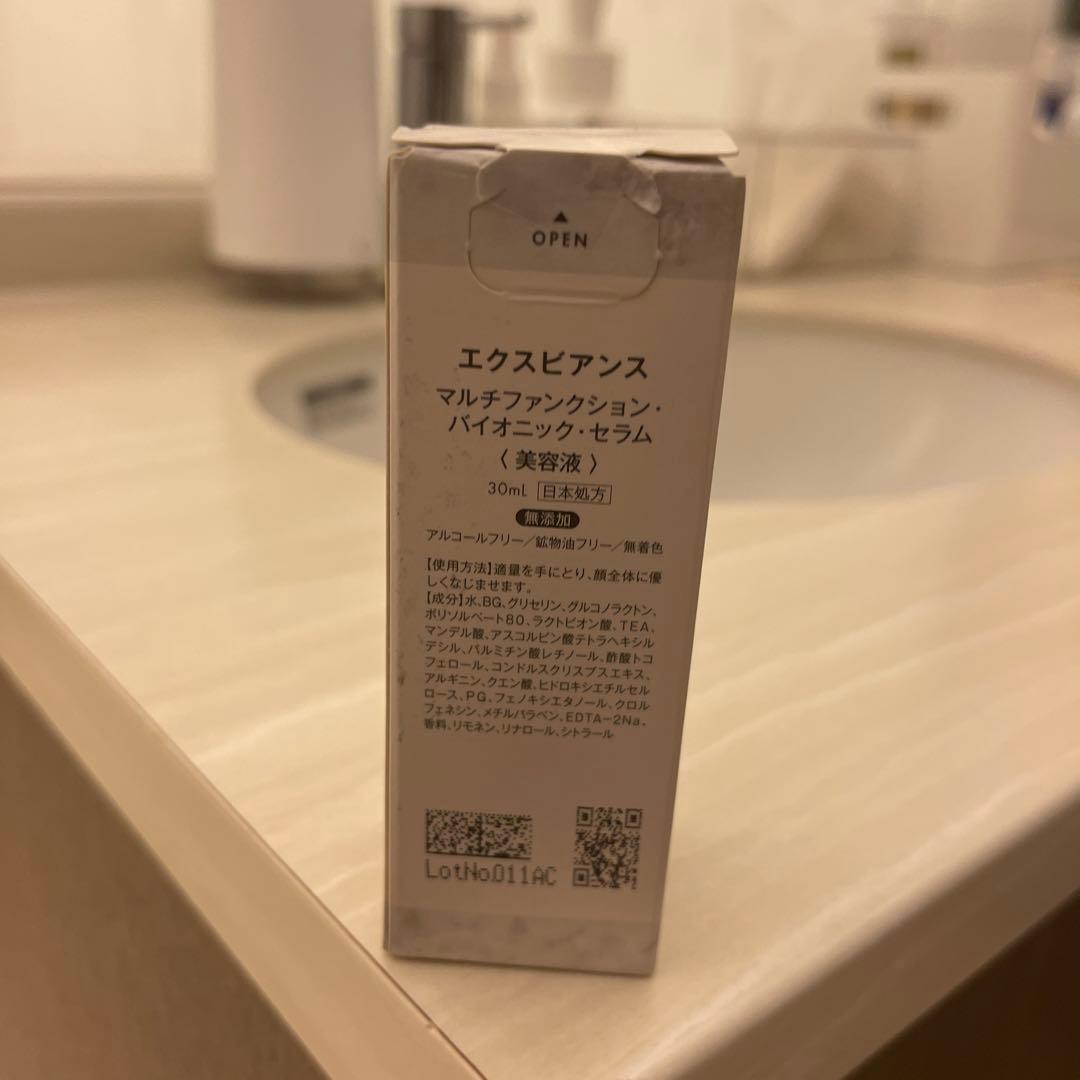 ▲
OPEN
エクスビアンス
マルチファンクション・
バイオニック・セラム
〈 美容液 〉
30mL 日本処方
無添加
アルコールフリー／鉱物油フリー／無着色
【使用方法】適量を手にとり、顔全体に優
しくなじませます。
【成分】水、BG、グリセリン、グルコノラクトン、
ポリソルベート80、ラクトビオン酸、TEA、
マンデル酸、アスコルビン酸テトラヘキシル
デシル、パルミチン酸レチノール、酢酸トコ
フェロール、コンドルスクリスプスエキス、
アルギニン、クエン酸、ヒドロキシエチルセル
ロース、PG、フェノキシエタノール、クロル
フェネシン、メチルパラベン、EDTA-2Na、
香料、リモネン、リナロール、シトラール
LotNo.011AC